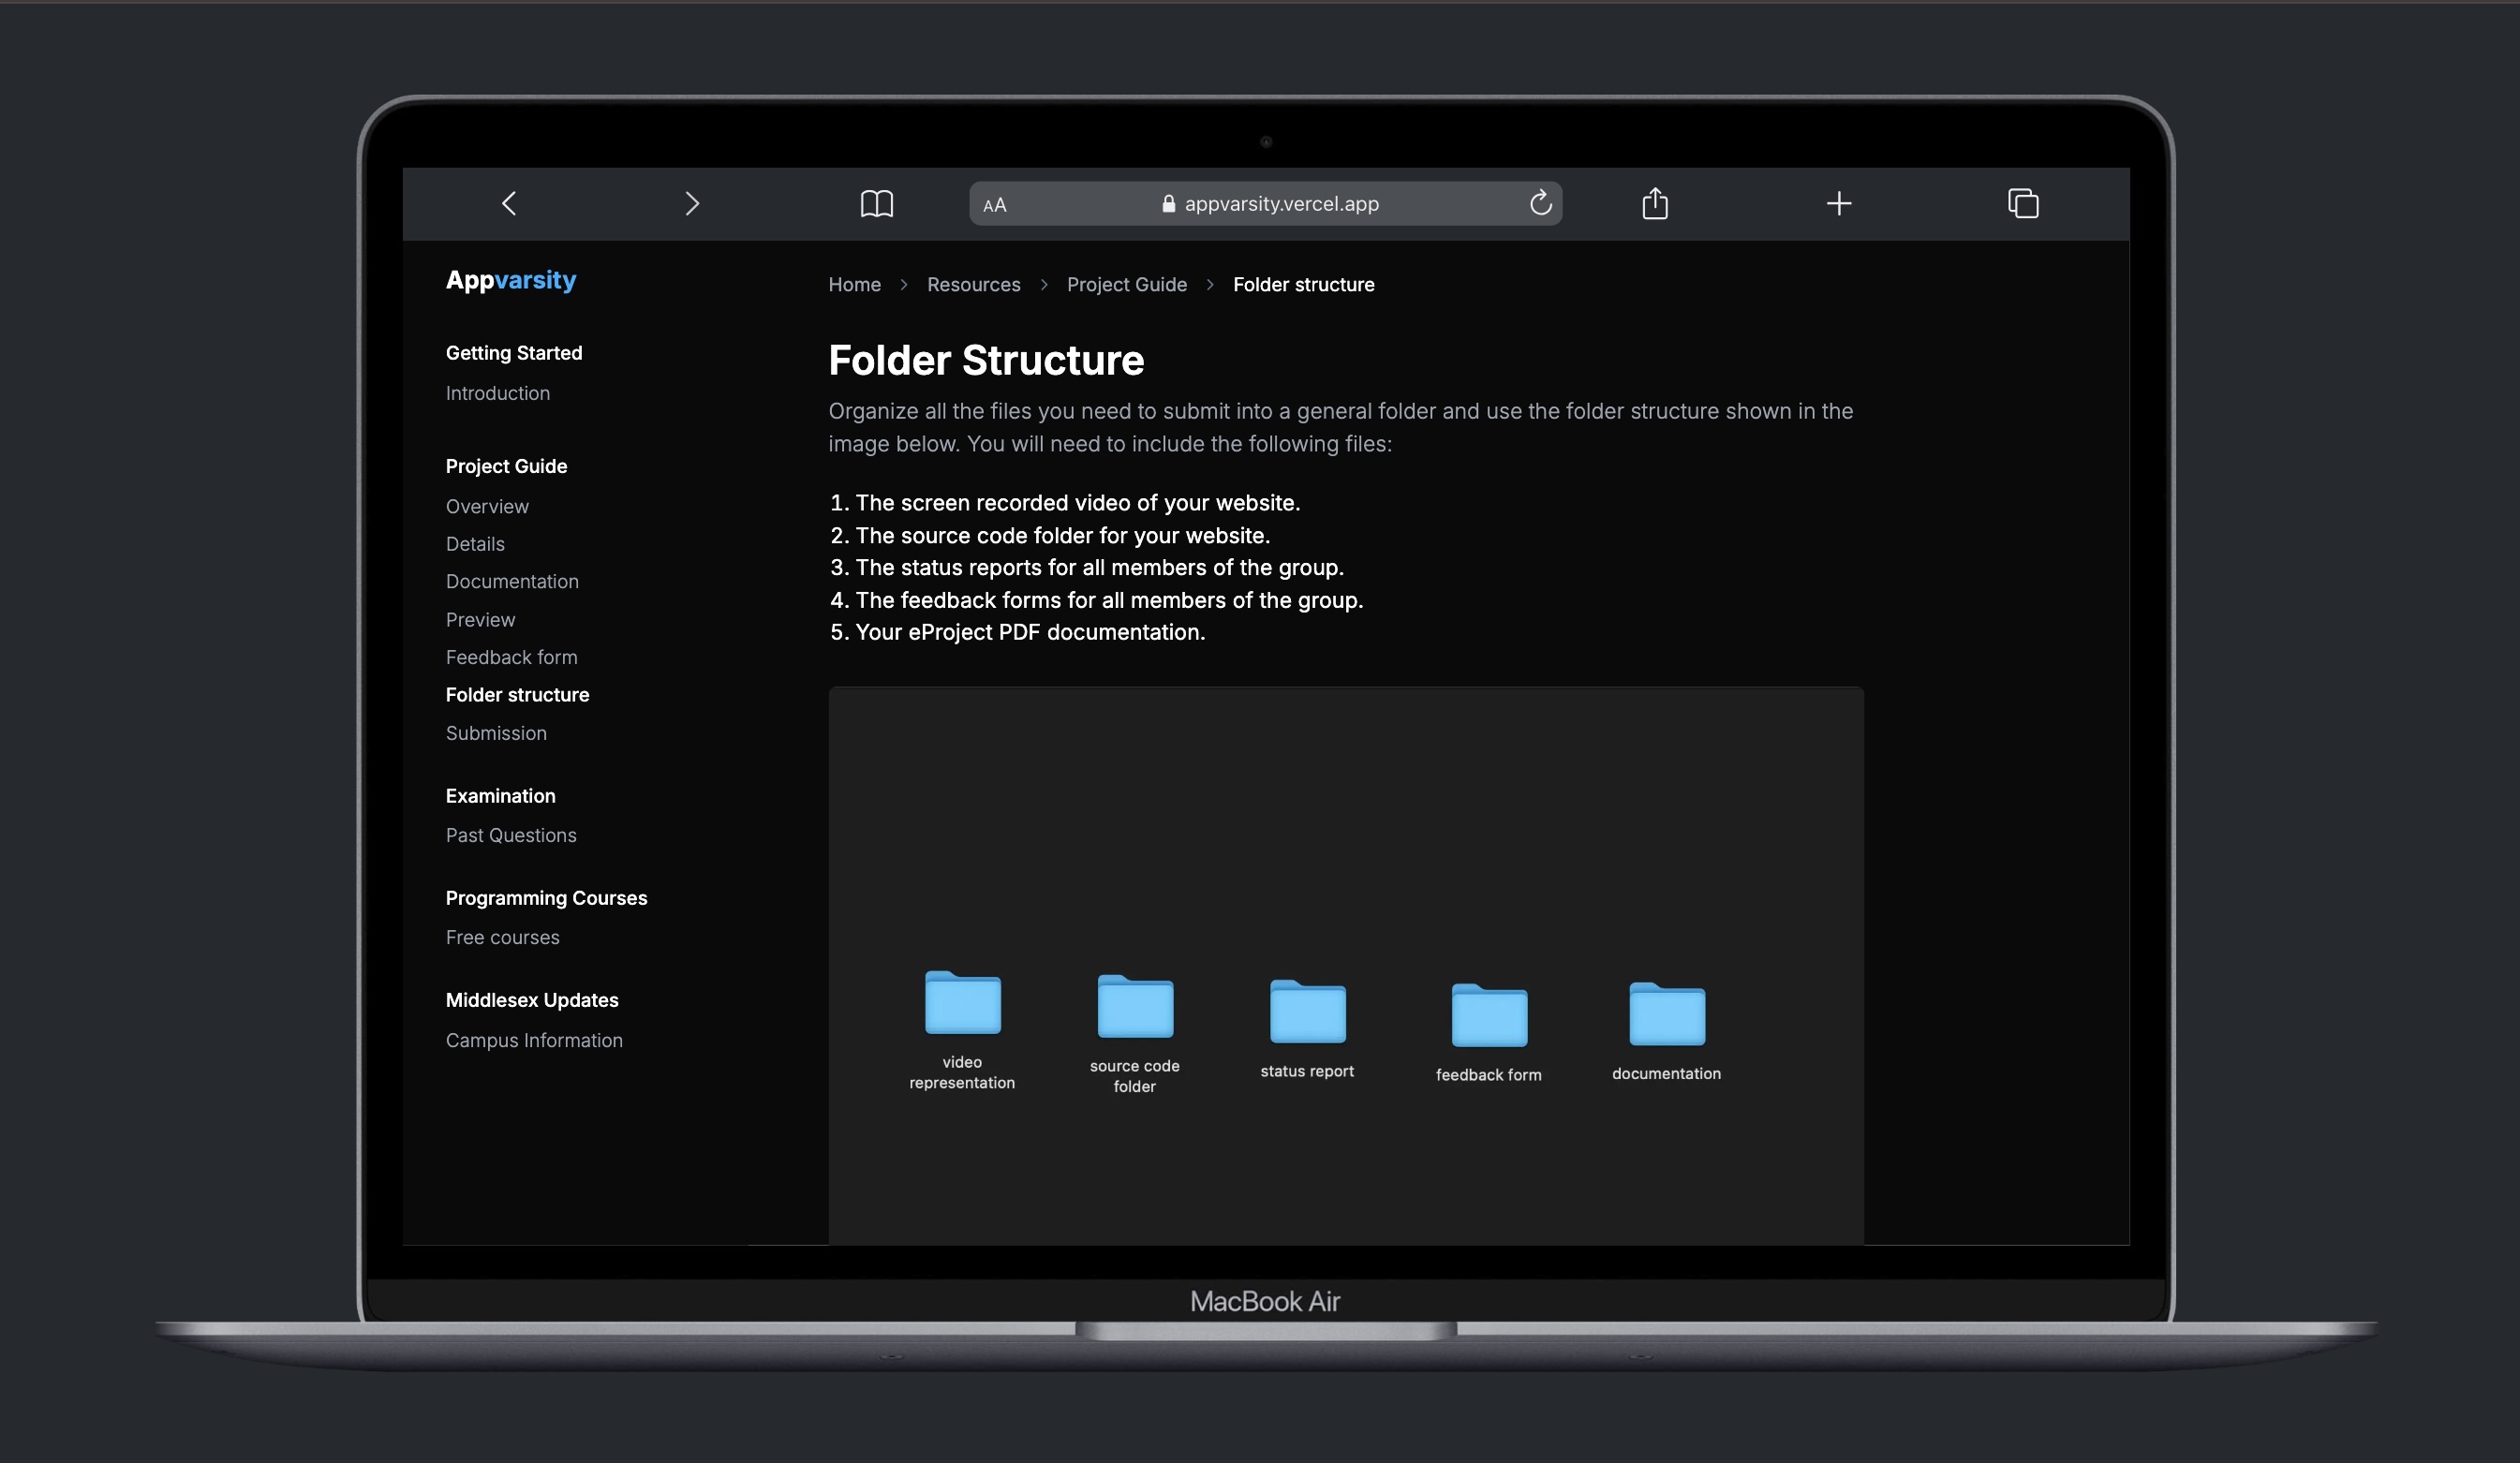 AA
appvarsity.vercel.app
Appvarsity
Getting Started
Introduction
Project Guide
Overview
Details
Documentation
Preview
Feedback form
Folder structure
Submission
Examination
Past Questions
Programming Courses
Free courses
Middlesex Updates
Campus Information
Home > Resources > Project Guide > Folder structure
Folder Structure
Organize all the files you need to submit into a general folder and use the folder structure shown in the
image below. You will need to include the following files:
1. The screen recorded video of your website.
2. The source code folder for your website.
3. The status reports for all members of the group.
4. The feedback forms for all members of the group.
5. Your eProject PDF documentation.
video
representation
source code
folder
status report
feedback form
documentation
MacBook Air